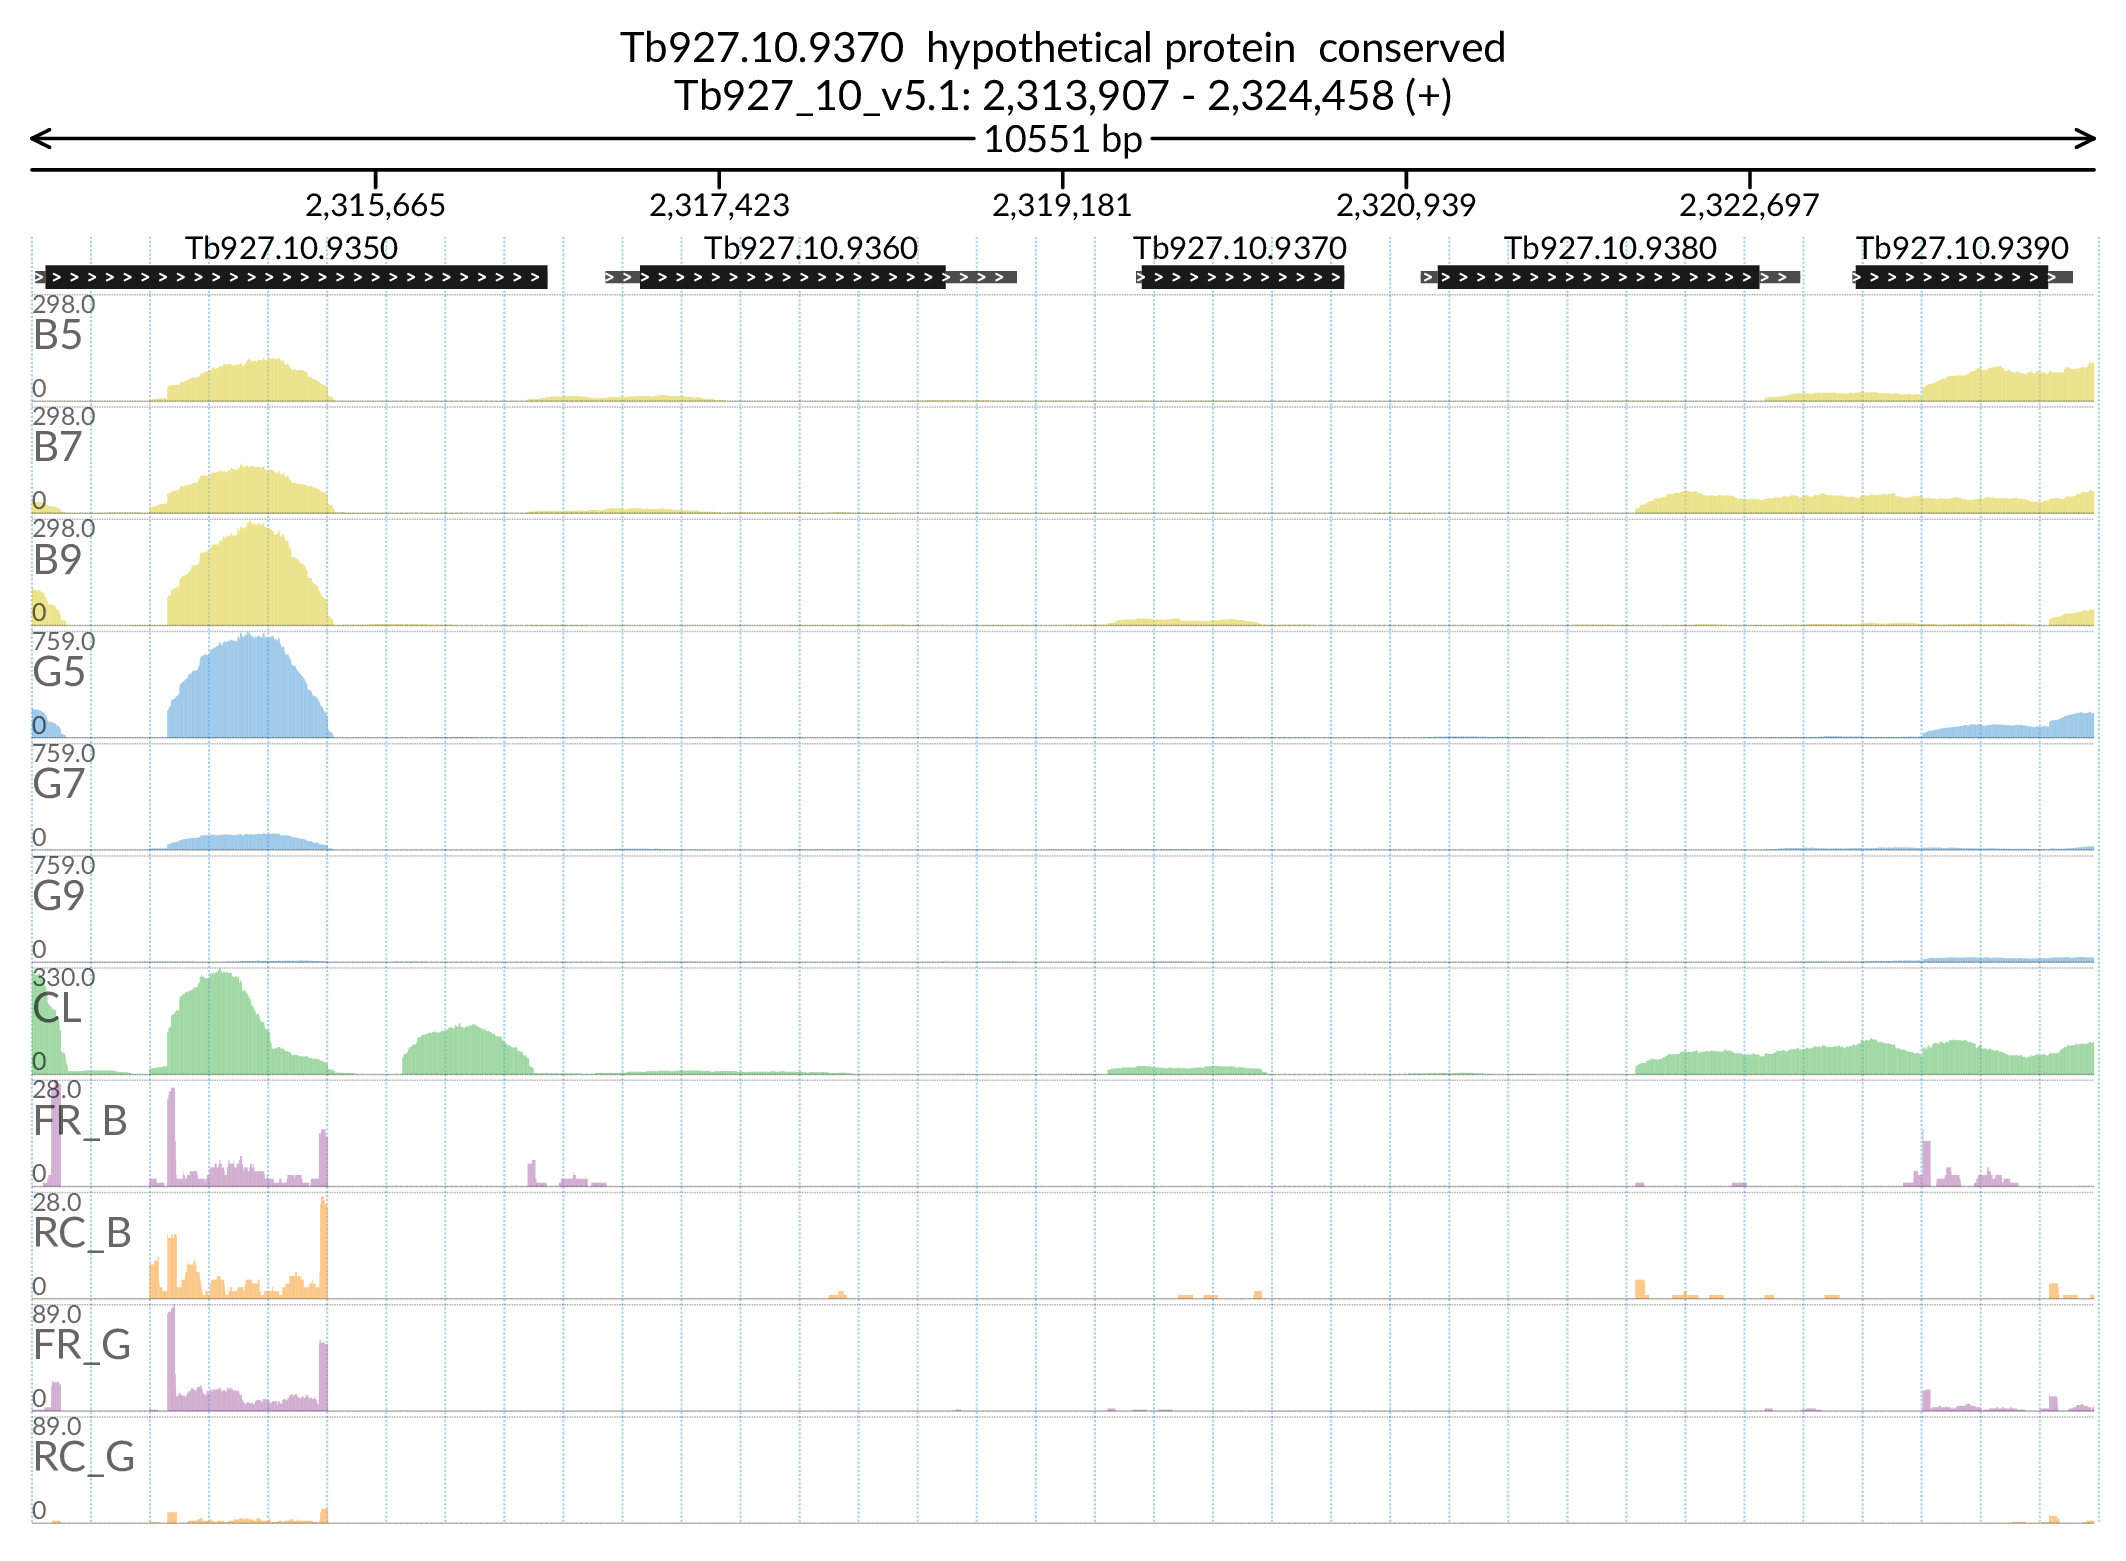 Tb927.10.9370 hypothetical protein conserved
Tb927_10_v5.1: 2,313,907 - 2,324,458 (+)
10551 bp
2,315,665 2,317,423 2,319,181 2,320,939 2,322,697
Tb927.10.9350 Tb927.10.9360 Tb927.10.9370 Tb927.10.9380 Tb927.10.9390
298.0
B5
0
298.0
B7
0
298.0
B9
0
759.0
G5
0
759.0
G7
0
759.0
G9
0
330.0
CL
0
28.0
FR_B
0
28.0
RC_B
0
89.0
FR_G
0
89.0
RC_G
0